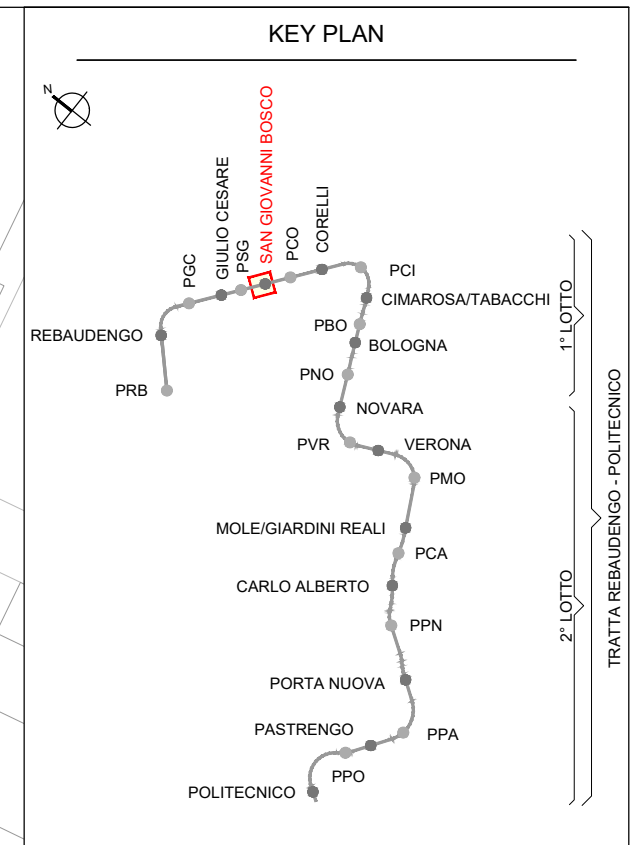 KEY PLAN
N
PGC
GIULIO CESARE
PSG
SAN GIOVANNI BOSCO
PCO
CORELLI
PCI
CIMAROSA/TABACCHI
REBAUDENGO
PBO
BOLOGNA
PNO
PRB
NOVARA
PVR
VERONA
PMO
MOLE/GIARDINI REALI
PCA
CARLO ALBERTO
PPN
PORTA NUOVA
PASTRENGO
PPA
PPO
POLITECNICO
1° LOTTO
2° LOTTO
TRATTA REBAUDENGO - POLITECNICO